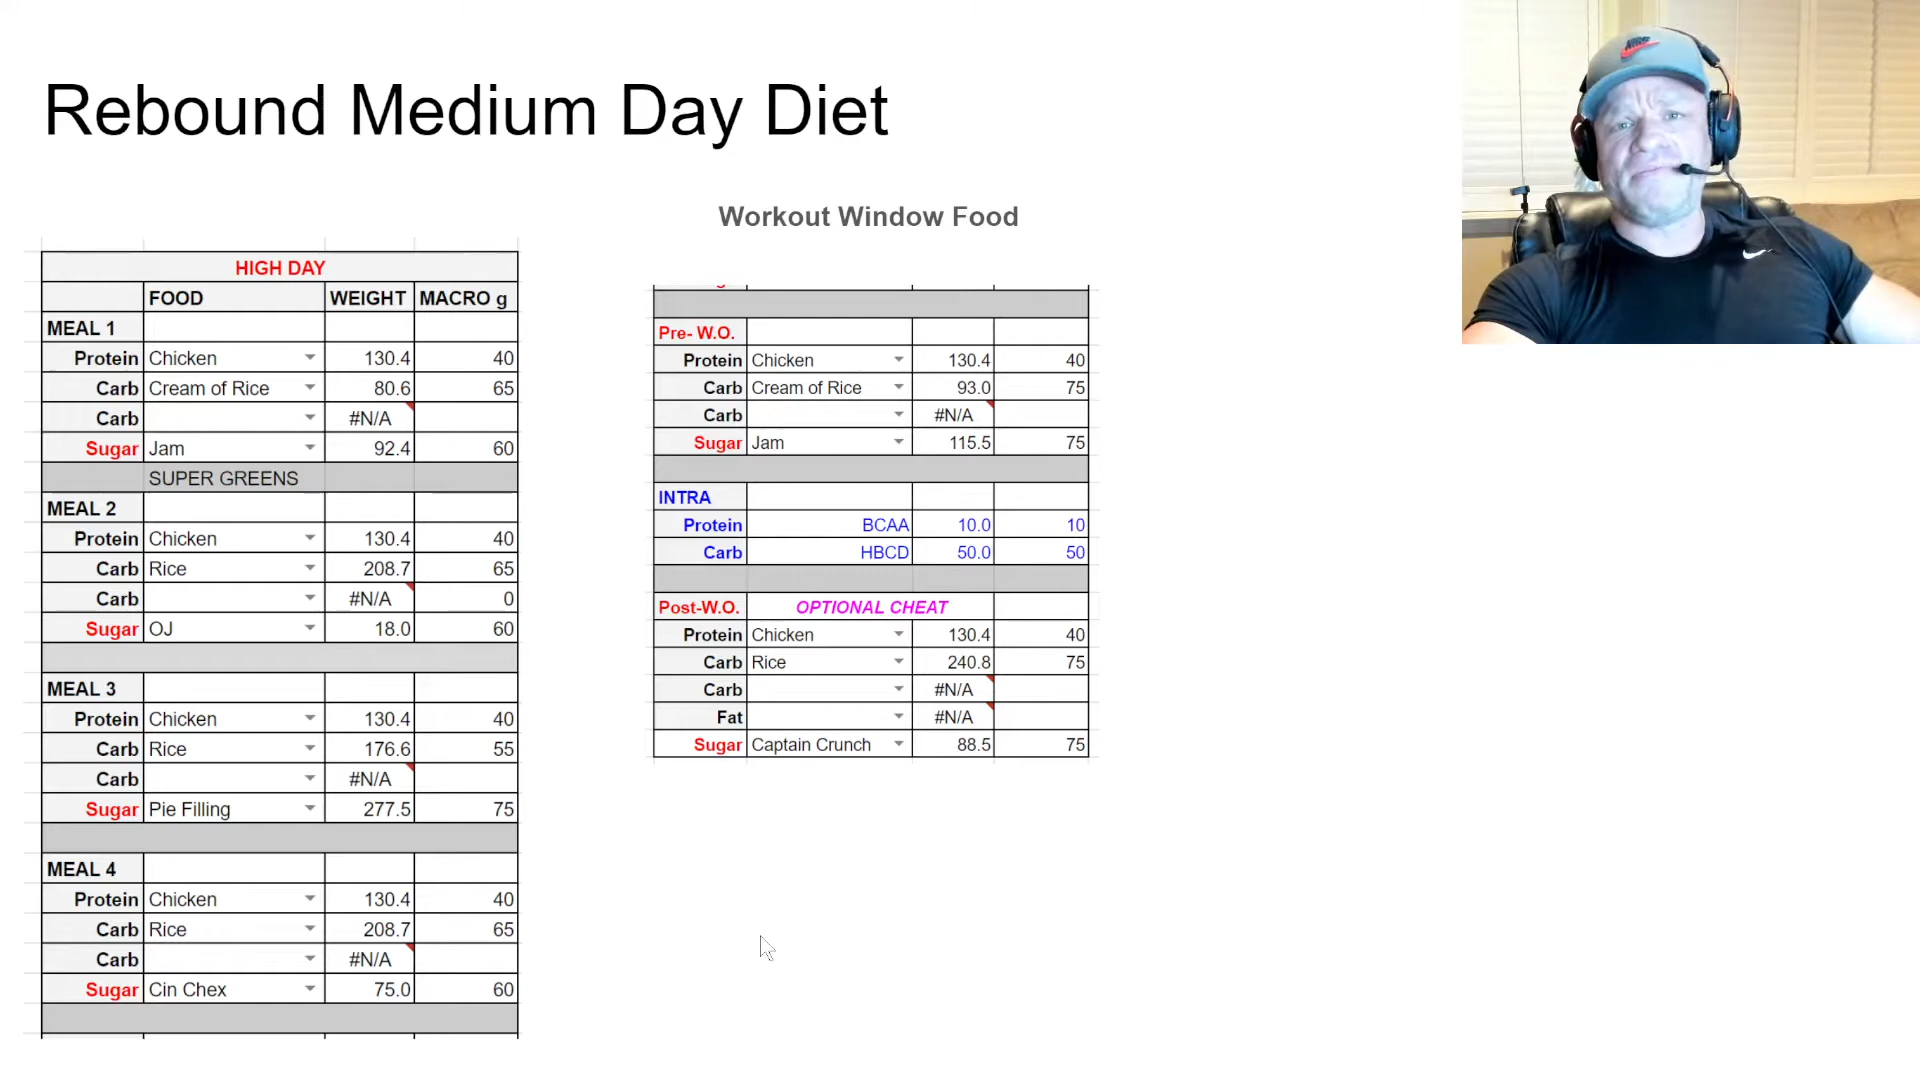 Rebound Medium Day Diet
HIGH DAY
FOOD WEIGHT MACRO g
MEAL 1
Protein Chicken 130.4 40
Carb Cream of Rice 80.6 65
Carb #N/A
Sugar Jam 92.4 60
SUPER GREENS
MEAL 2
Protein Chicken 130.4 40
Carb Rice 208.7 65
Carb #N/A 0
Sugar OJ 18.0 60
MEAL 3
Protein Chicken 130.4 40
Carb Rice 176.6 55
Carb #N/A
Sugar Pie Filling 277.5 75
MEAL 4
Protein Chicken 130.4 40
Carb Rice 208.7 65
Carb #N/A
Sugar Cin Chex 75.0 60
Workout Window Food
Pre- W.O.
Protein Chicken 130.4 40
Carb Cream of Rice 93.0 75
Carb #N/A
Sugar Jam 115.5 75
INTRA
Protein BCAA 10.0 10
Carb HBCD 50.0 50
Post-W.O. OPTIONAL CHEAT
Protein Chicken 130.4 40
Carb Rice 240.8 75
Carb #N/A
Fat #N/A
Sugar Captain Crunch 88.5 75